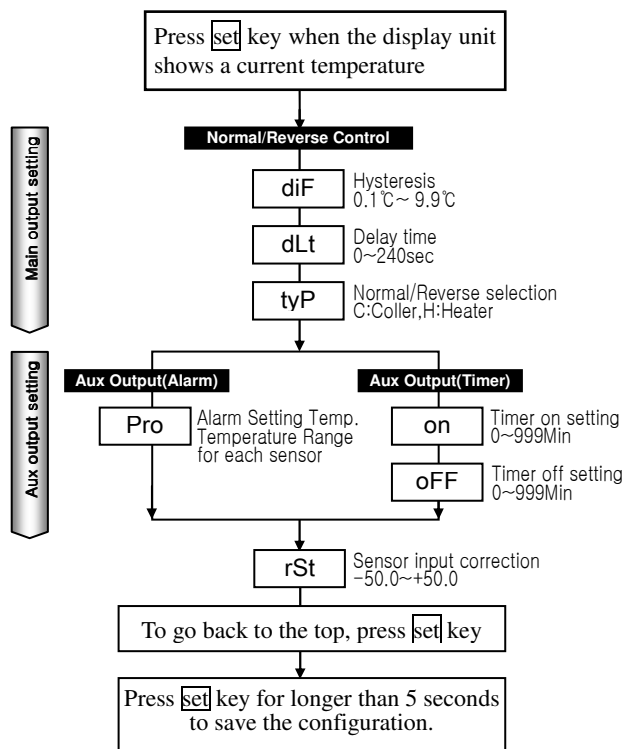 Press set key when the display unit
shows a current temperature
Main output setting
Normal/Reverse Control
diF
Hysteresis
0.1℃~ 9.9℃
dLt
Delay time
0~240sec
tyP
Normal/Reverse selection
C:Coller,H:Heater
Aux output setting
Aux Output(Alarm)
Pro
Alarm Setting Temp.
Temperature Range
for each sensor
Aux Output(Timer)
on
Timer on setting
0~999Min
oFF
Timer off setting
0~999Min
rSt
Sensor input correction
-50.0~+50.0
To go back to the top, press set key
Press set key for longer than 5 seconds
to save the configuration.